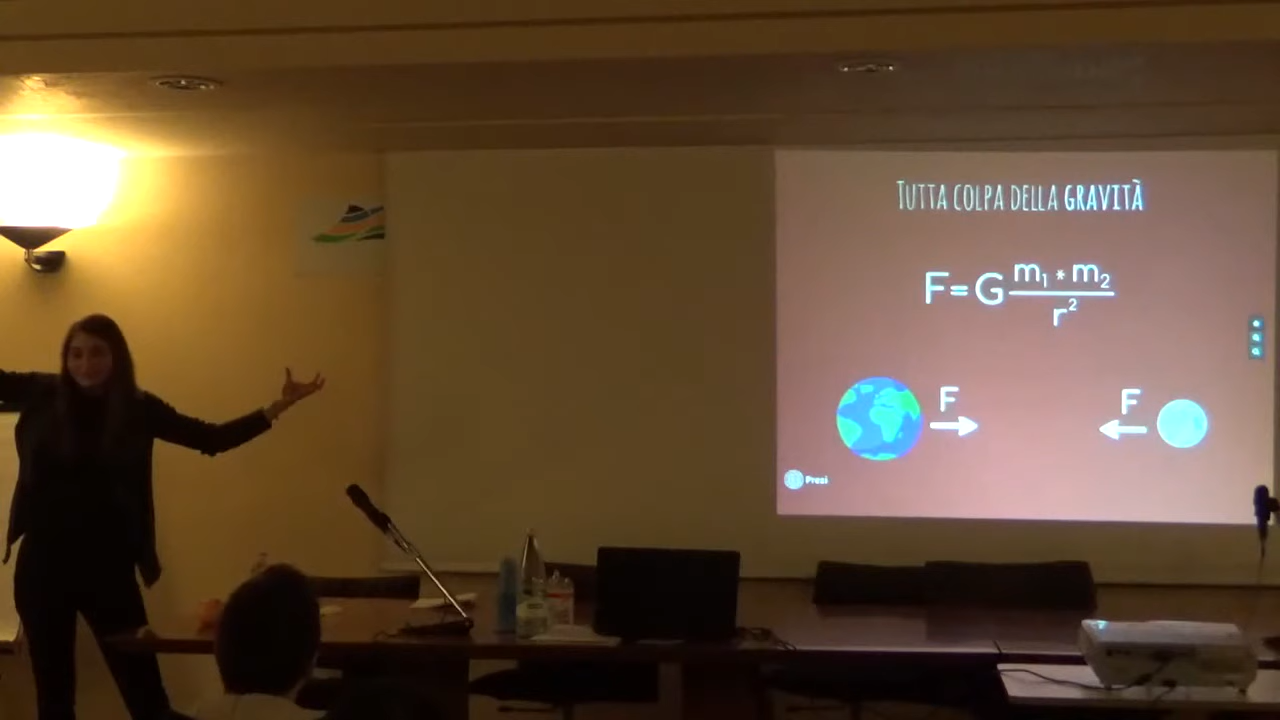 TUTTA COLPA DELLA GRAVITÀ
F=G m₁ * m₂ / r²
F
F
Prezi